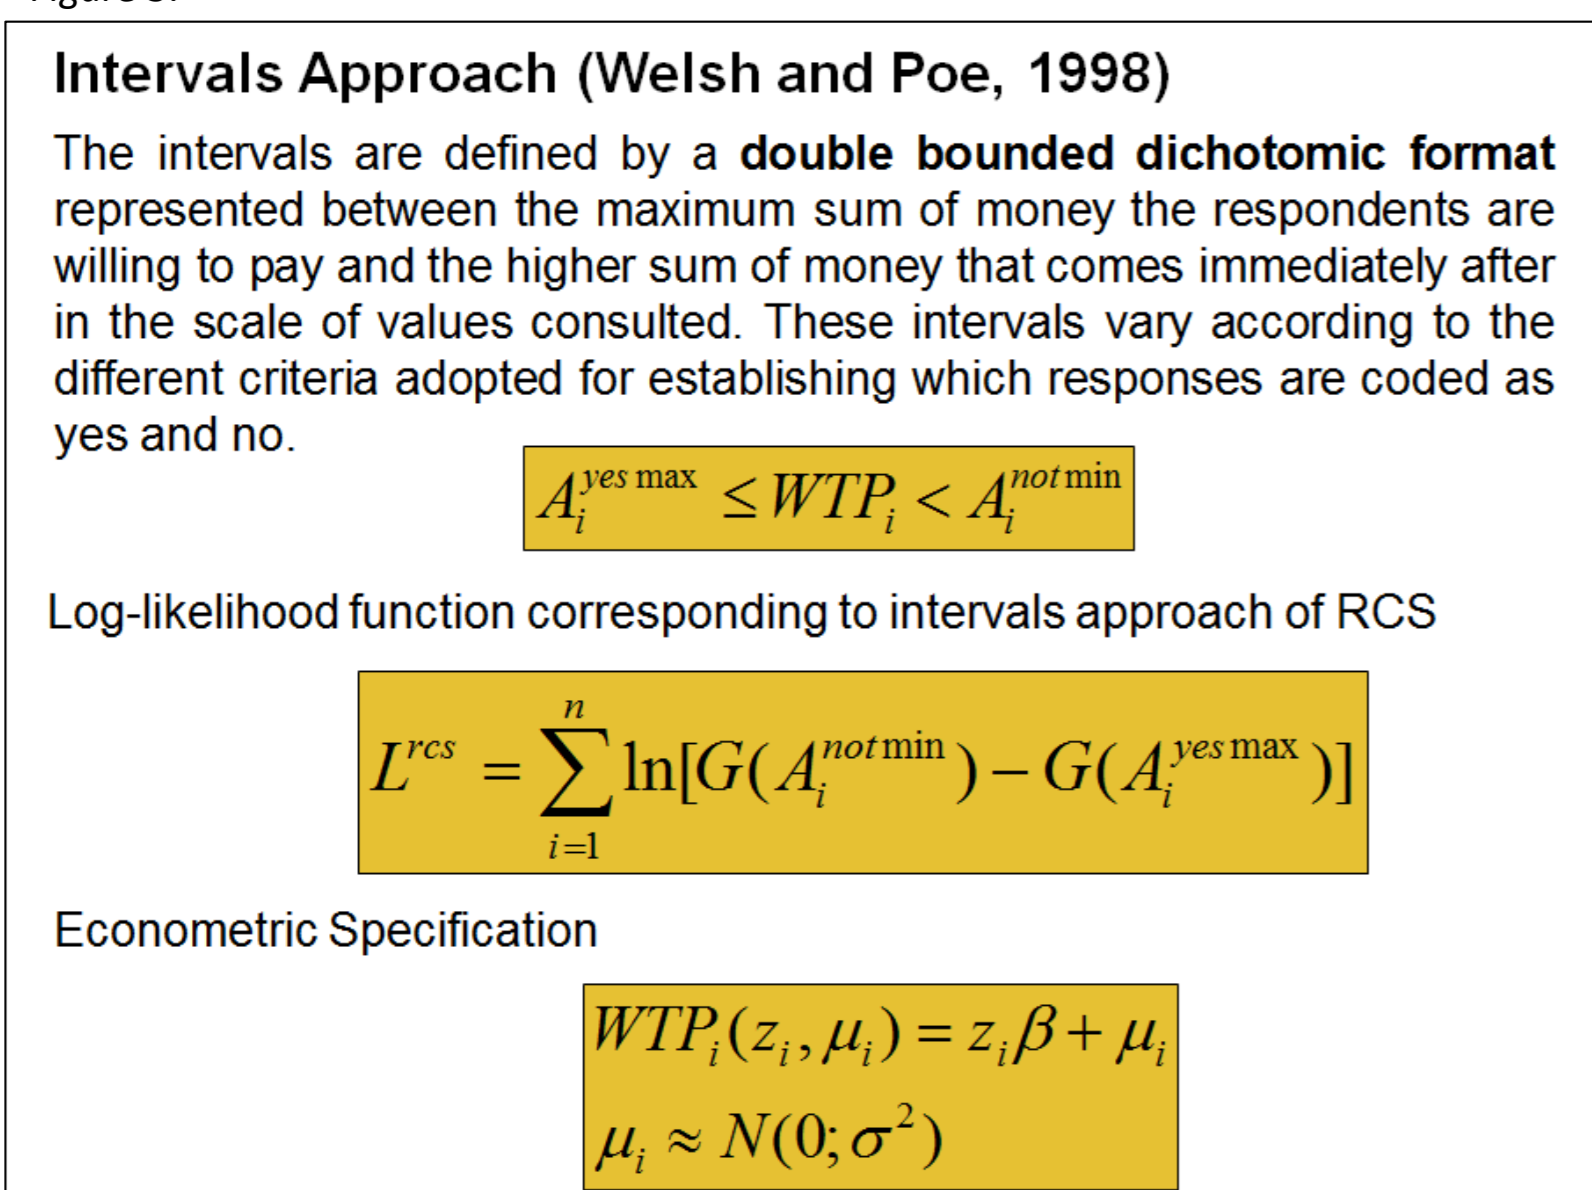 Intervals Approach (Welsh and Poe, 1998)
The intervals are defined by a double bounded dichotomic format
represented between the maximum sum of money the respondents are
willing to pay and the higher sum of money that comes immediately after
in the scale of values consulted. These intervals vary according to the
different criteria adopted for establishing which responses are coded as
yes and no.
A_i^{yes max} ≤ WTP_i < A_i^{not min}
Log-likelihood function corresponding to intervals approach of RCS
L^{rcs} = \sum_{i=1}^{n} ln[G(A_i^{not min}) − G(A_i^{yes max})]
Econometric Specification
WTP_i(z_i, μ_i) = z_iβ + μ_i
μ_i ≈ N(0; σ^2)